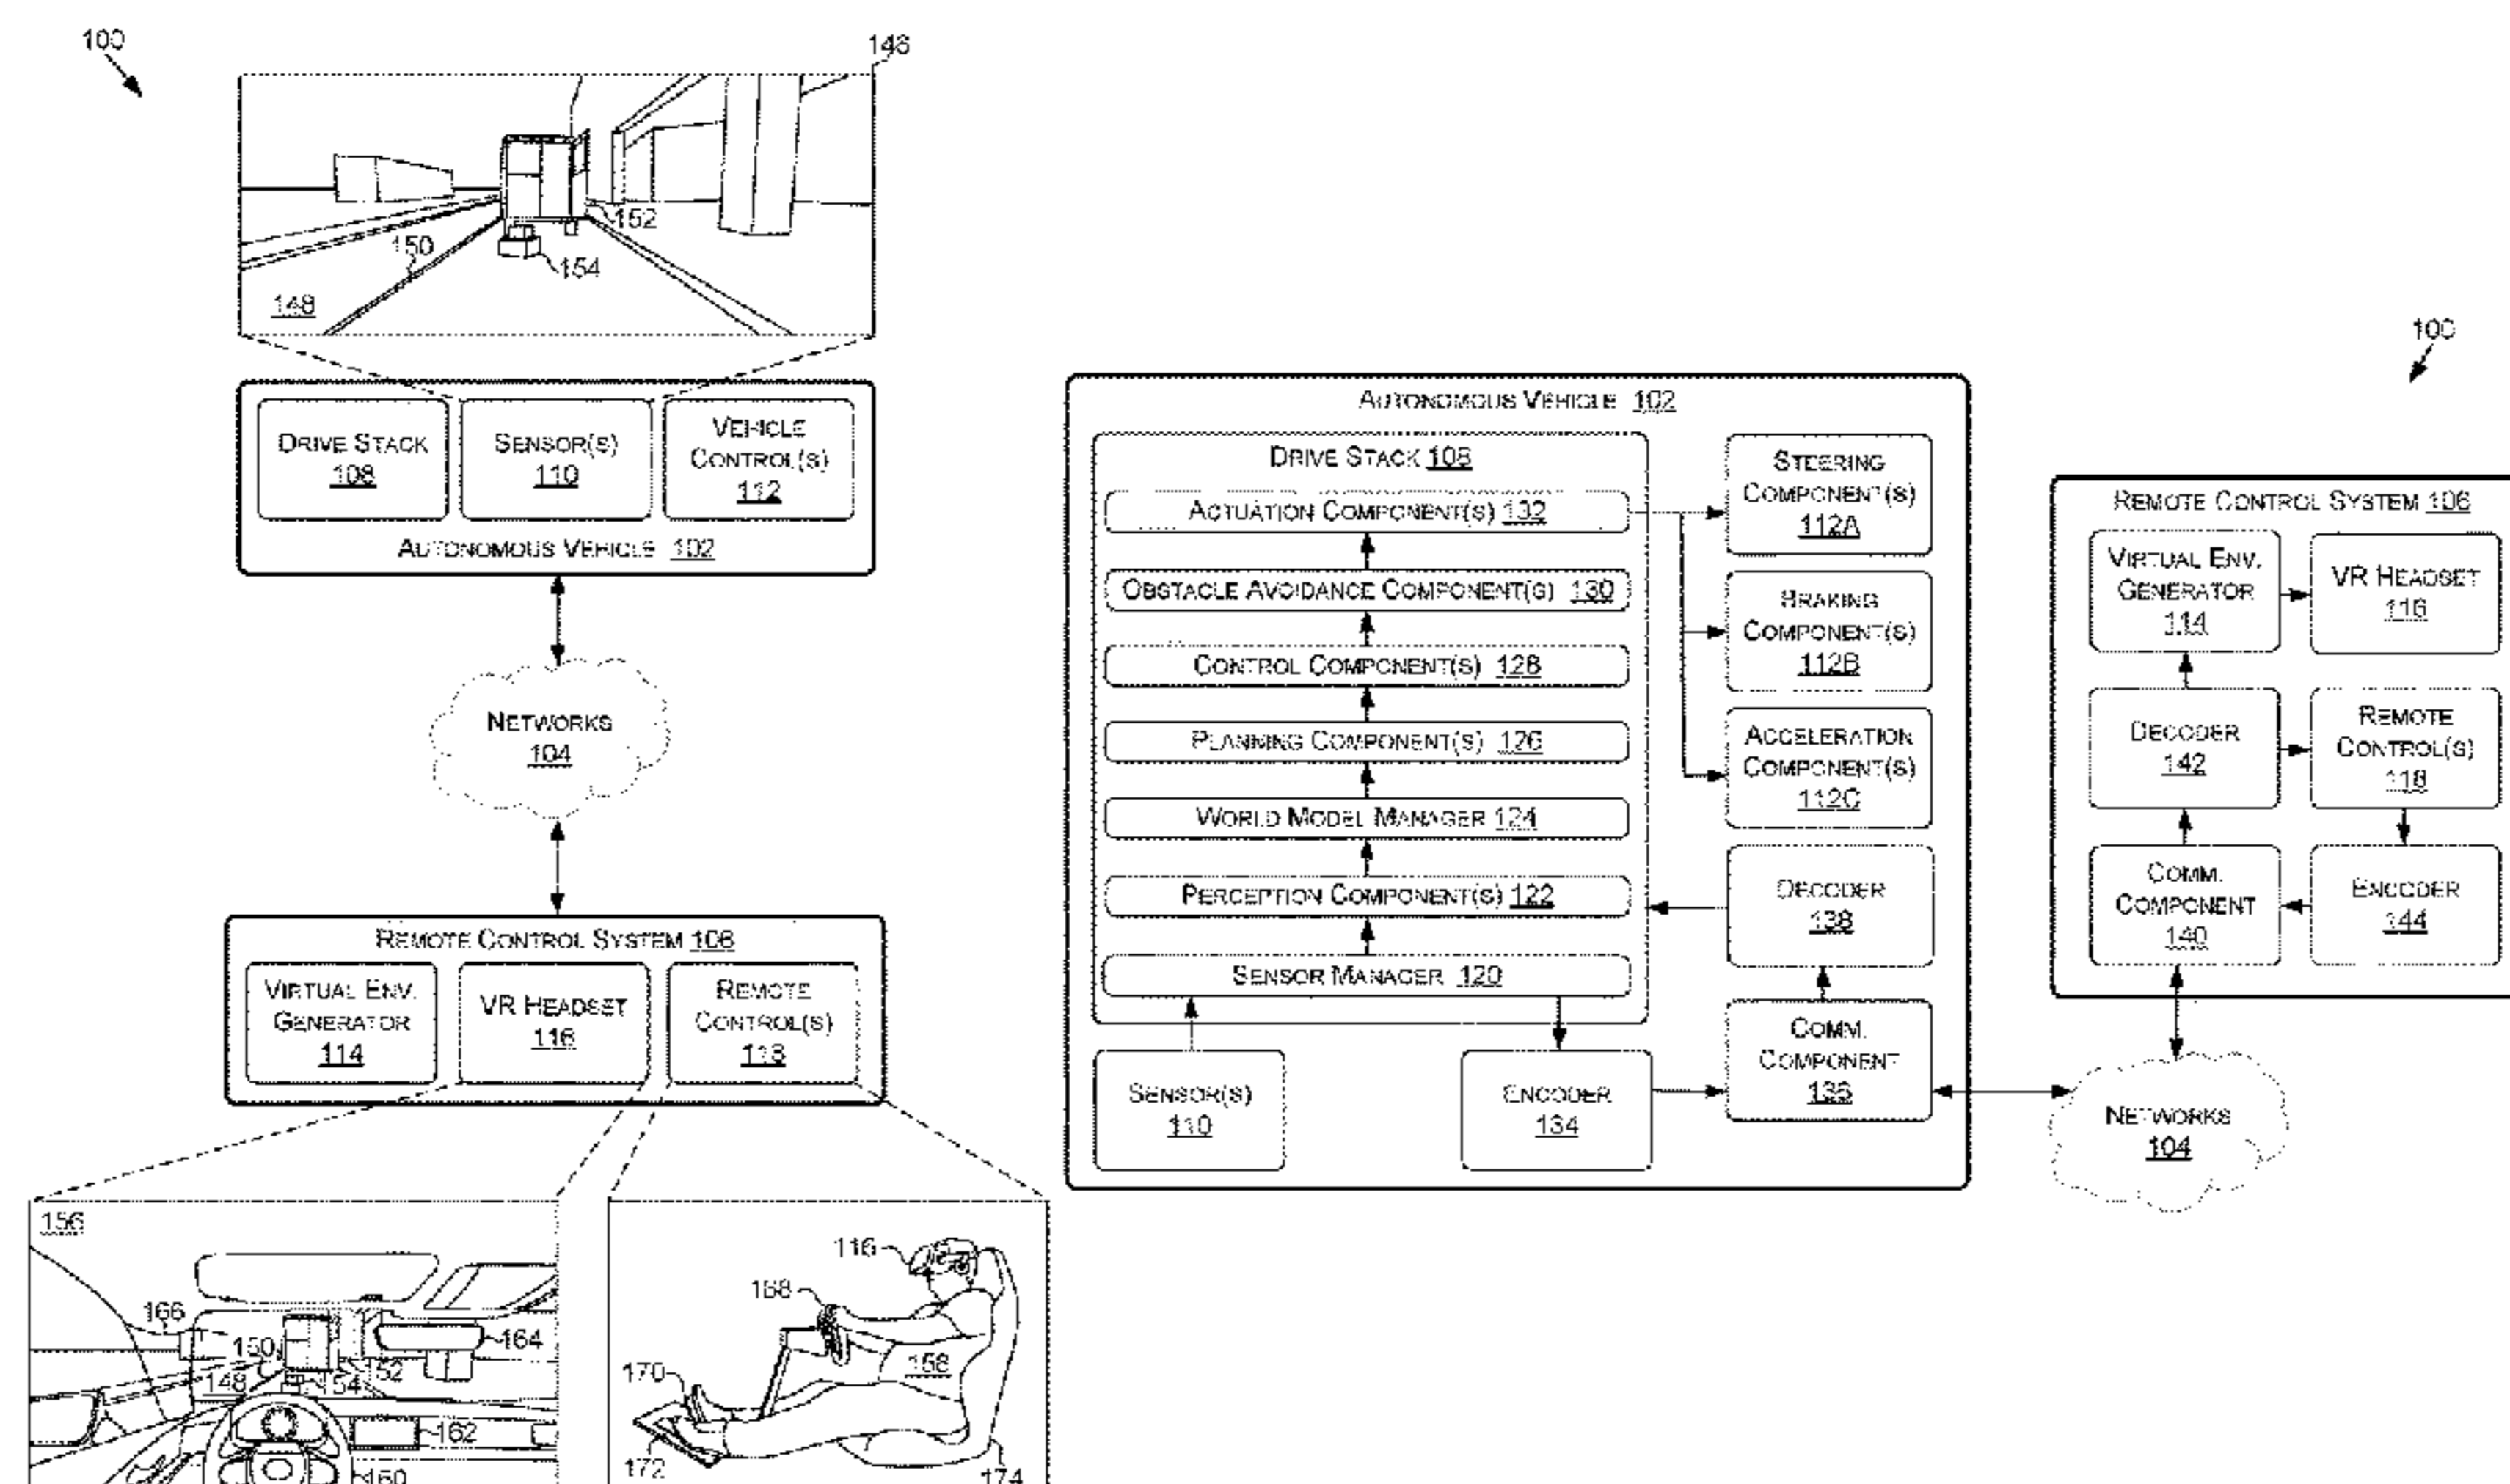 100
146
152
150
154
148
DRIVE STACK
108
SENSOR(S)
110
VEHICLE
CONTROL(S)
112
AUTONOMOUS VEHICLE 102
NETWORKS
104
REMOTE CONTROL SYSTEM 106
VIRTUAL ENV.
GENERATOR
114
VR HEADSET
116
REMOTE
CONTROL(S)
118
156
166
150
164
152
148
154
162
160
116
168
158
170
172
174
100
AUTONOMOUS VEHICLE 102
DRIVE STACK 108
ACTUATION COMPONENT(S) 132
OBSTACLE AVOIDANCE COMPONENT(S) 130
CONTROL COMPONENT(S) 128
PLANNING COMPONENT(S) 126
WORLD MODEL MANAGER 124
PERCEPTION COMPONENT(S) 122
SENSOR MANAGER 120
STEERING
COMPONENT(S)
112A
BRAKING
COMPONENT(S)
112B
ACCELERATION
COMPONENT(S)
112C
DECODER
138
COMM.
COMPONENT
136
SENSOR(S)
110
ENCODER
134
REMOTE CONTROL SYSTEM 106
VIRTUAL ENV.
GENERATOR
114
VR HEADSET
116
DECODER
142
REMOTE
CONTROL(S)
118
COMM.
COMPONENT
140
ENCODER
144
NETWORKS
104